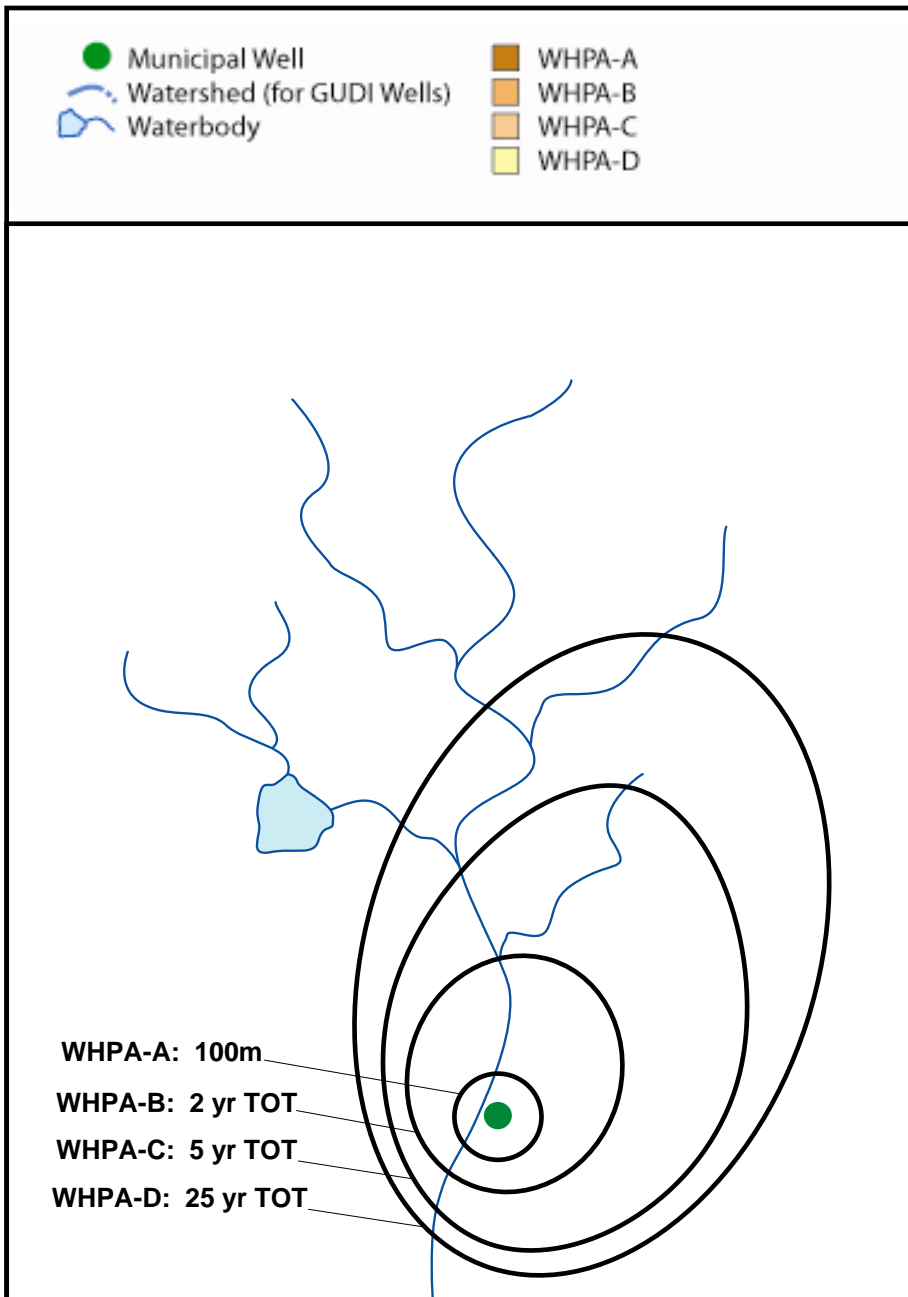 Municipal Well
Watershed (for GUDI Wells)
Waterbody
WHPA-A
WHPA-B
WHPA-C
WHPA-D
WHPA-A: 100m
WHPA-B: 2 yr TOT
WHPA-C: 5 yr TOT
WHPA-D: 25 yr TOT